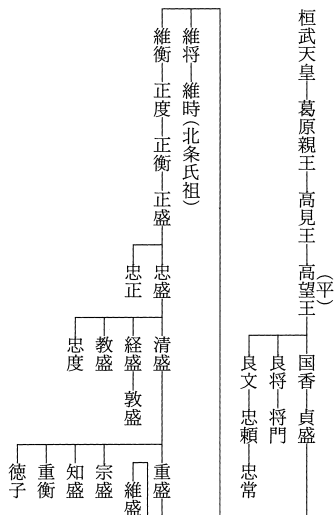 桓武天皇―葛原親王―高見王―高望王(平)
国香―貞盛
良将―将門
良文―忠頼―忠常
維将―維時(北条氏祖)
維衡―正度―正衡―正盛
忠盛
忠正
清盛
経盛―敦盛
教盛
忠度
重盛
維盛
宗盛
知盛
重衡
徳子